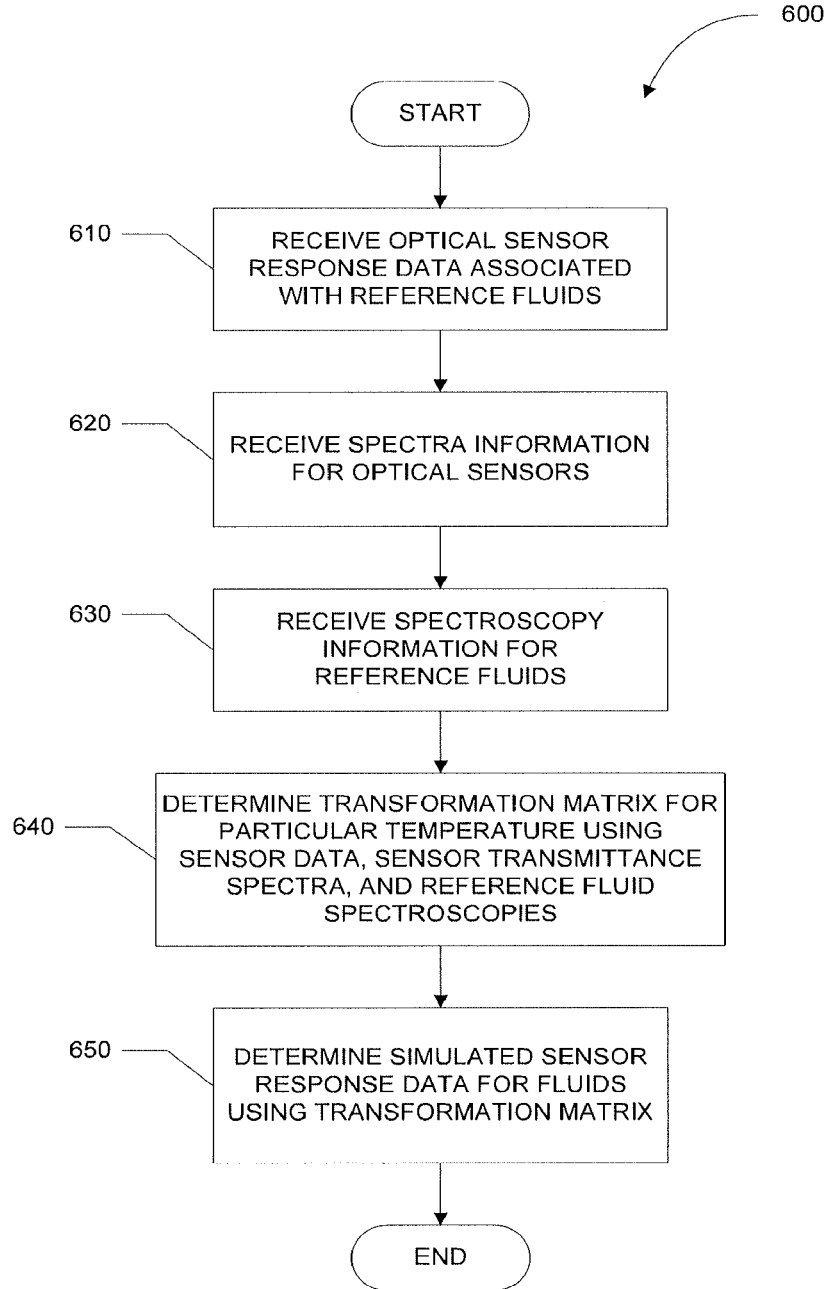 600
START
610
RECEIVE OPTICAL SENSOR
RESPONSE DATA ASSOCIATED
WITH REFERENCE FLUIDS
620
RECEIVE SPECTRA INFORMATION
FOR OPTICAL SENSORS
630
RECEIVE SPECTROSCOPY
INFORMATION FOR
REFERENCE FLUIDS
640
DETERMINE TRANSFORMATION MATRIX FOR
PARTICULAR TEMPERATURE USING
SENSOR DATA, SENSOR TRANSMITTANCE
SPECTRA, AND REFERENCE FLUID
SPECTROSCOPIES
650
DETERMINE SIMULATED SENSOR
RESPONSE DATA FOR FLUIDS
USING TRANSFORMATION MATRIX
END